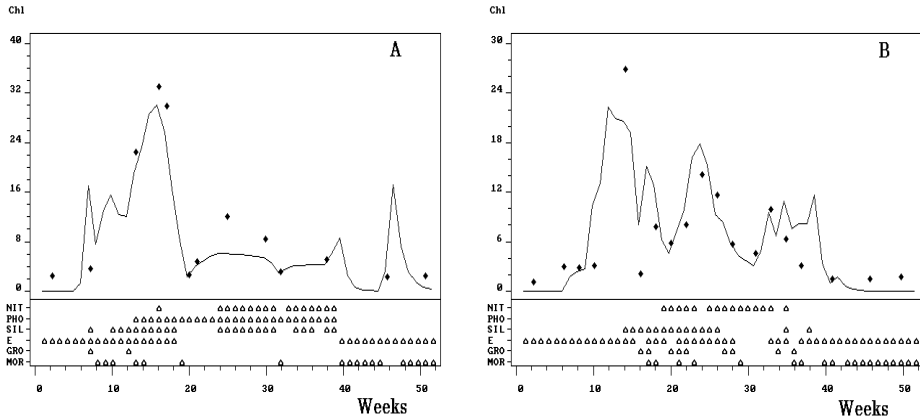 Chl
A
40
32
24
16
8
0
NIT
PHO
SIL
E
GRO
MOR
0 10 20 30 40 50
Weeks
Chl
B
30
24
18
12
6
0
NIT
PHO
SIL
E
GRO
MOR
0 10 20 30 40 50
Weeks